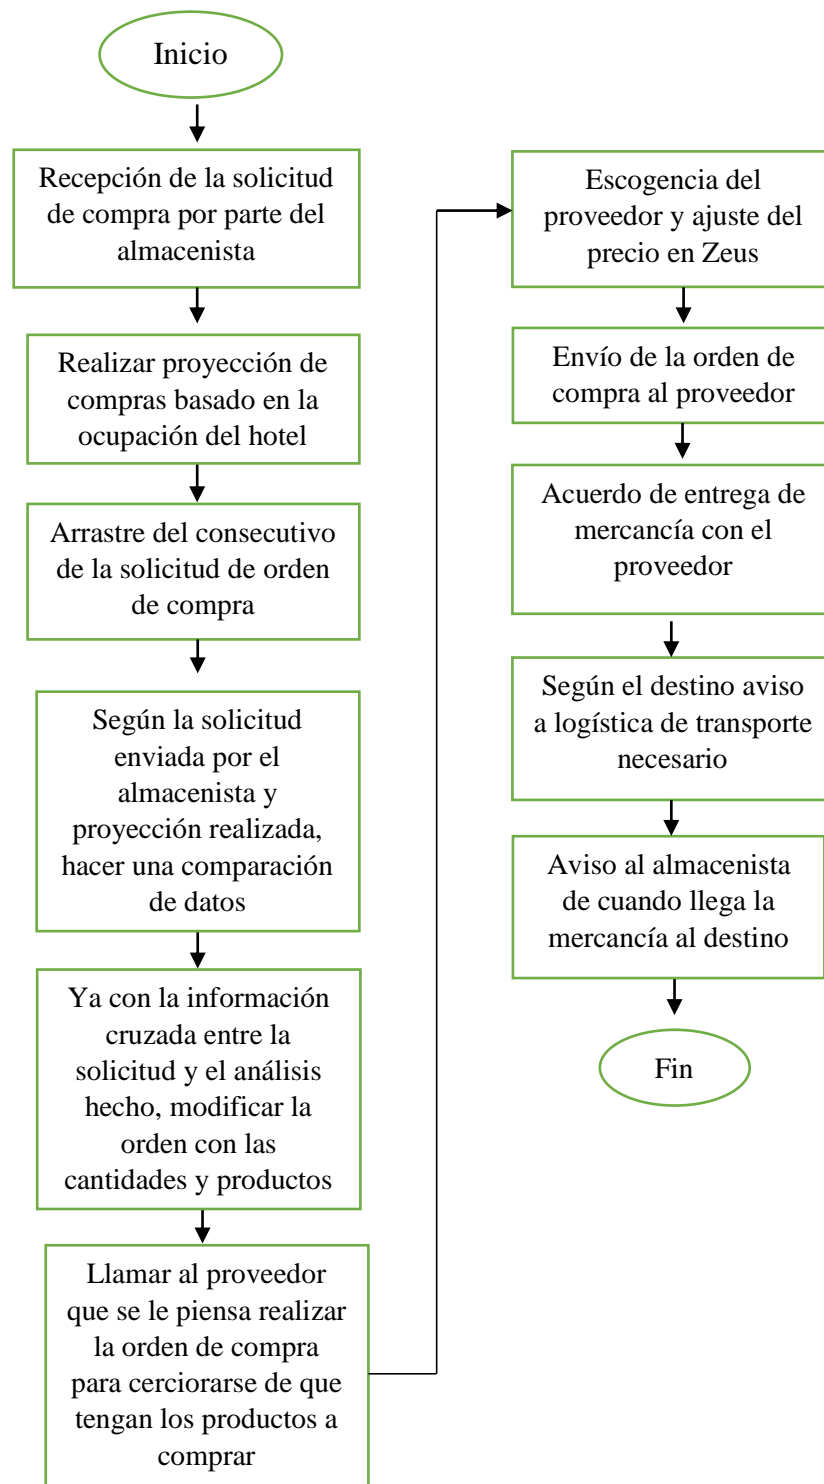 Inicio
Recepción de la solicitud
de compra por parte del
almacenista
Realizar proyección de
compras basado en la
ocupación del hotel
Arrastre del consecutivo
de la solicitud de orden
de compra
Según la solicitud
enviada por el
almacenista y
proyección realizada,
hacer una comparación
de datos
Ya con la información
cruzada entre la
solicitud y el análisis
hecho, modificar la
orden con las
cantidades y productos
Llamar al proveedor
que se le piensa realizar
la orden de compra
para cerciorarse de que
tengan los productos a
comprar
Escogencia del
proveedor y ajuste del
precio en Zeus
Envío de la orden de
compra al proveedor
Acuerdo de entrega de
mercancía con el
proveedor
Según el destino aviso
a logística de transporte
necesario
Aviso al almacenista
de cuando llega la
mercancía al destino
Fin